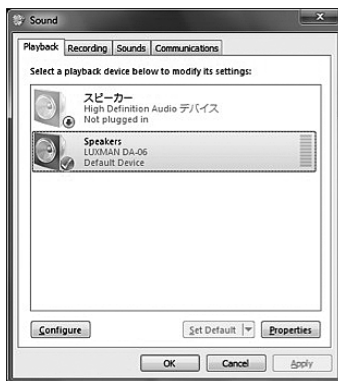 Sound
Playback Recording Sounds Communications
Select a playback device below to modify its settings:
スピーカー
High Definition Audio デバイス
Not plugged in
Speakers
LUXMAN DA-06
Default Device
Configure Set Default Properties
OK Cancel Apply